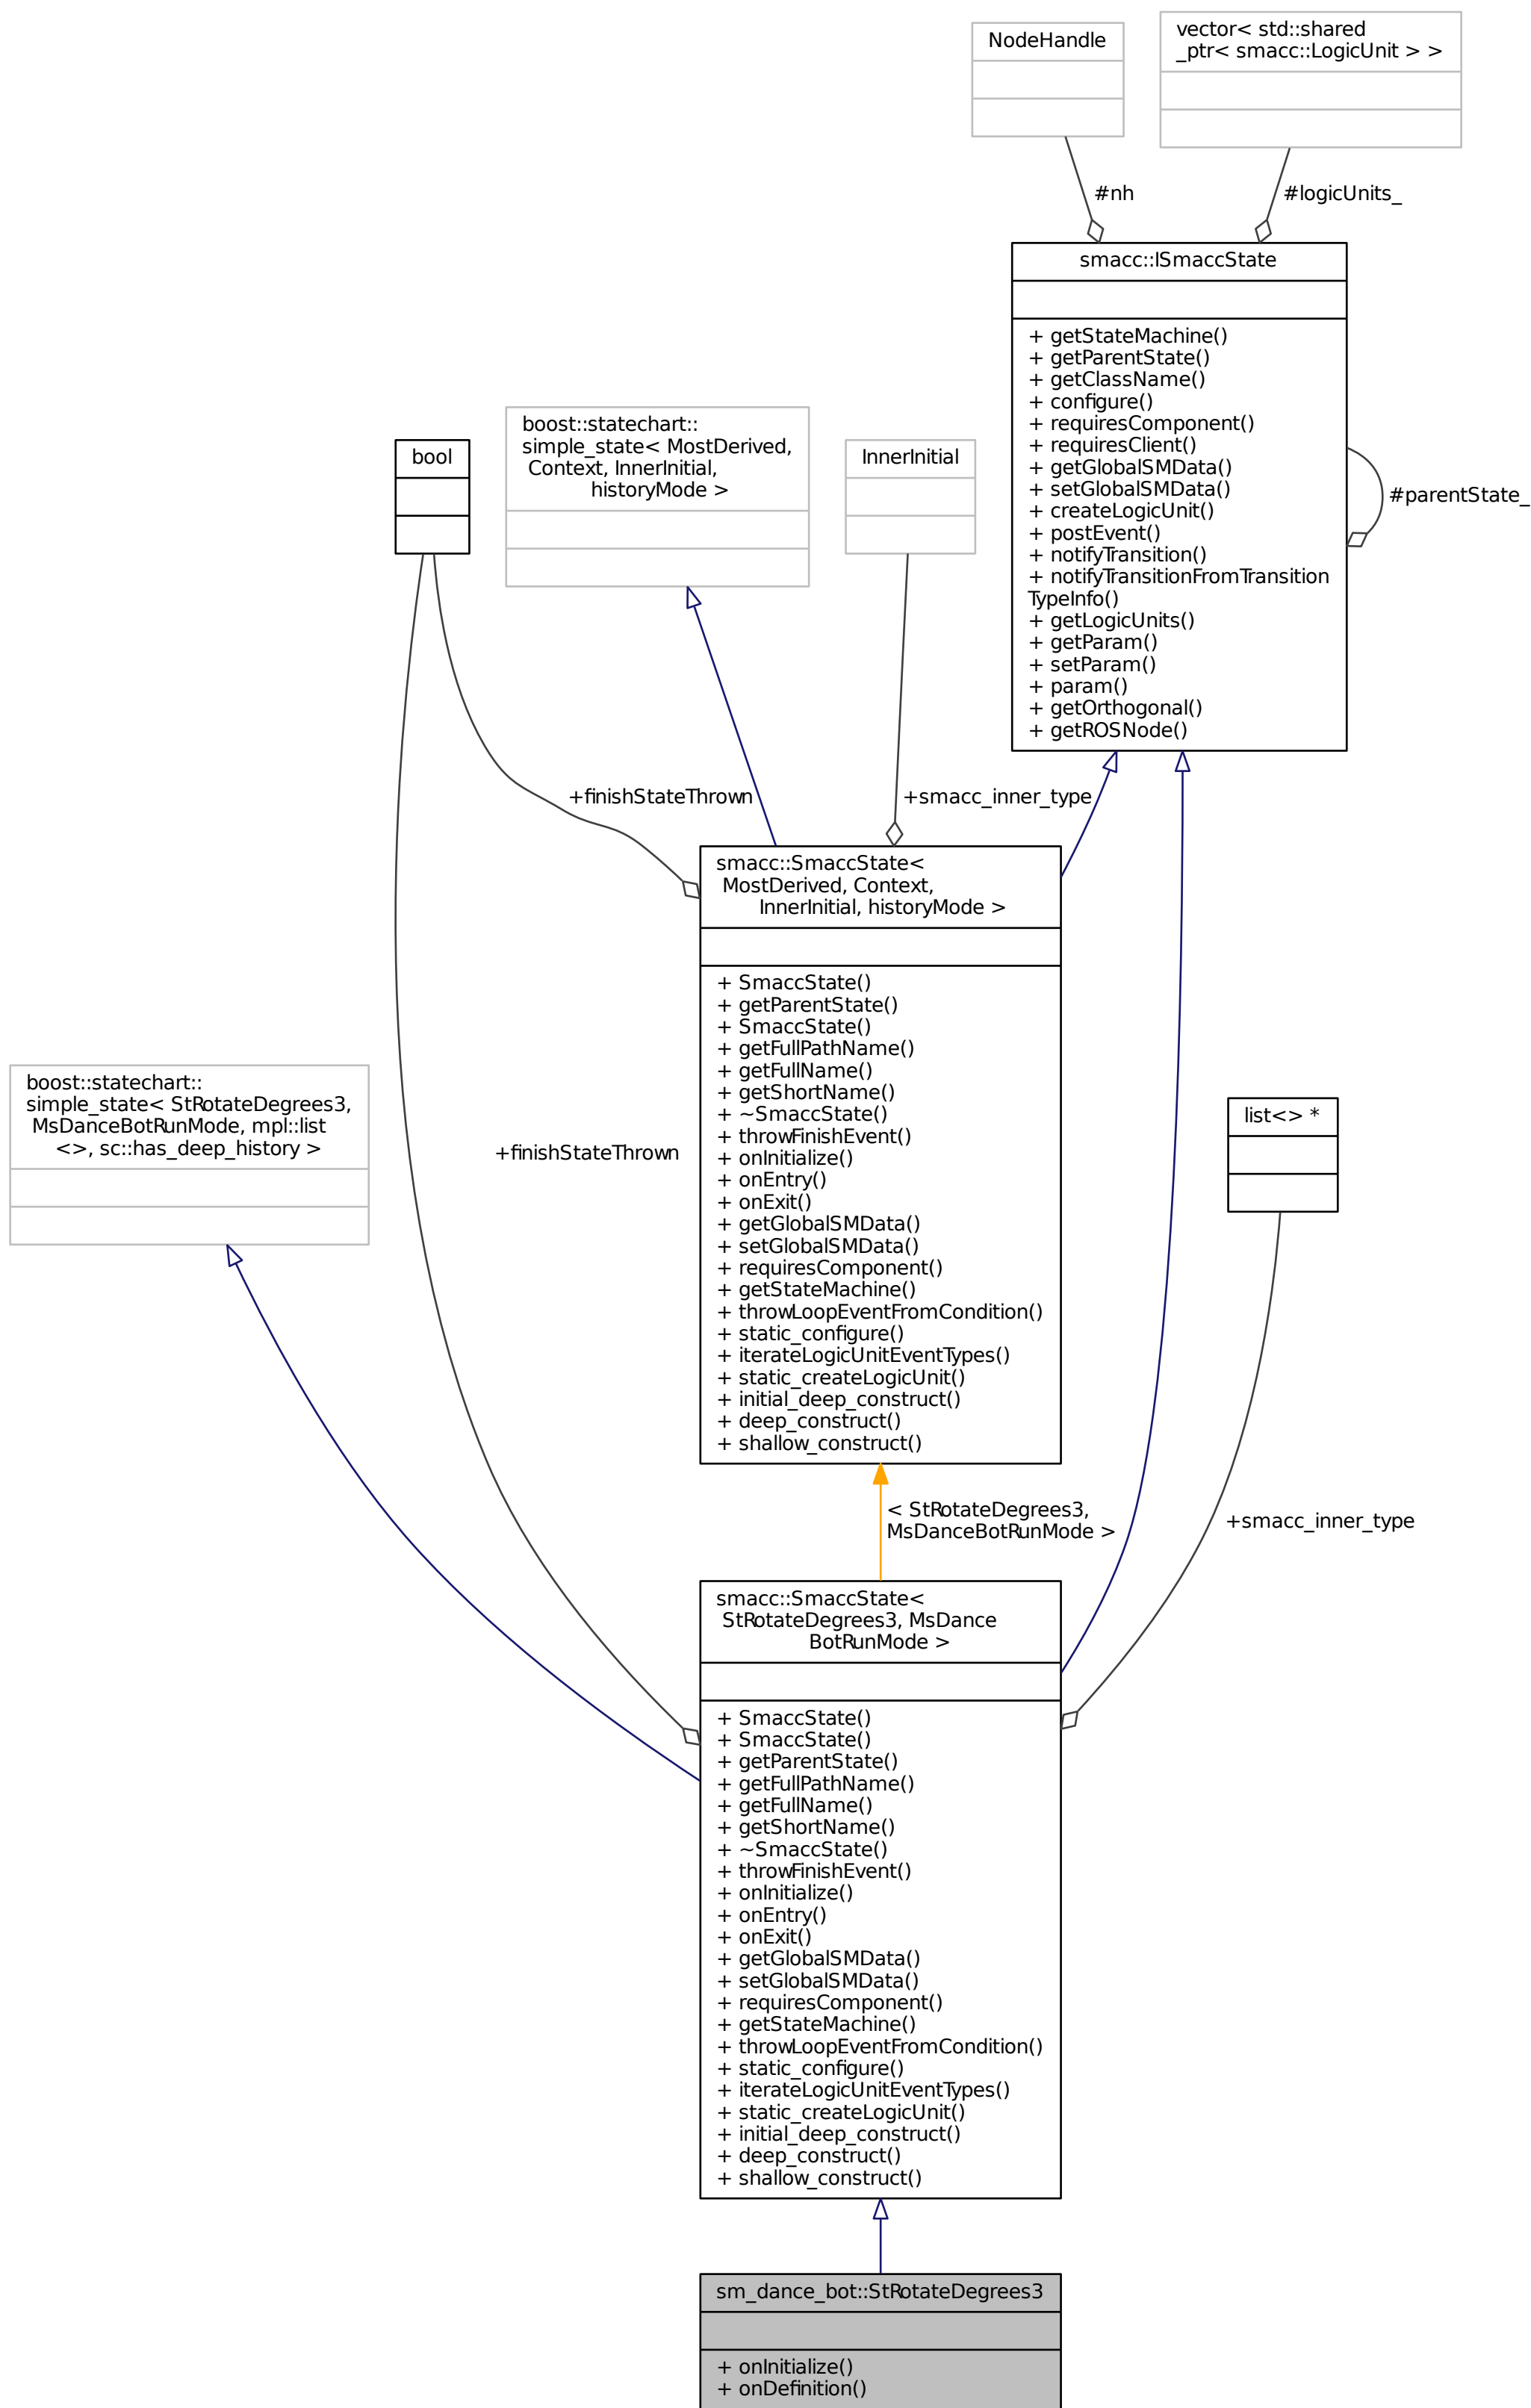 NodeHandle
vector< std::shared
_ptr< smacc::LogicUnit > >
#nh
#logicUnits_
smacc::ISmaccState
+ getStateMachine()
+ getParentState()
+ getClassName()
+ configure()
+ requiresComponent()
+ requiresClient()
+ getGlobalSMData()
+ setGlobalSMData()
+ createLogicUnit()
+ postEvent()
+ notifyTransition()
+ notifyTransitionFromTransition
TypeInfo()
+ getLogicUnits()
+ getParam()
+ setParam()
+ param()
+ getOrthogonal()
+ getROSNode()
#parentState_
bool
boost::statechart::
simple_state< MostDerived,
Context, InnerInitial,
historyMode >
InnerInitial
+finishStateThrown
+smacc_inner_type
smacc::SmaccState<
MostDerived, Context,
InnerInitial, historyMode >
+ SmaccState()
+ getParentState()
+ SmaccState()
+ getFullPathName()
+ getFullName()
+ getShortName()
+ ~SmaccState()
+ throwFinishEvent()
+ onInitialize()
+ onEntry()
+ onExit()
+ getGlobalSMData()
+ setGlobalSMData()
+ requiresComponent()
+ getStateMachine()
+ throwLoopEventFromCondition()
+ static_configure()
+ iterateLogicUnitEventTypes()
+ static_createLogicUnit()
+ initial_deep_construct()
+ deep_construct()
+ shallow_construct()
boost::statechart::
simple_state< StRotateDegrees3,
MsDanceBotRunMode, mpl::list
<>, sc::has_deep_history >
+finishStateThrown
list<> *
< StRotateDegrees3,
MsDanceBotRunMode >
+smacc_inner_type
smacc::SmaccState<
StRotateDegrees3, MsDance
BotRunMode >
+ SmaccState()
+ SmaccState()
+ getParentState()
+ getFullPathName()
+ getFullName()
+ getShortName()
+ ~SmaccState()
+ throwFinishEvent()
+ onInitialize()
+ onEntry()
+ onExit()
+ getGlobalSMData()
+ setGlobalSMData()
+ requiresComponent()
+ getStateMachine()
+ throwLoopEventFromCondition()
+ static_configure()
+ iterateLogicUnitEventTypes()
+ static_createLogicUnit()
+ initial_deep_construct()
+ deep_construct()
+ shallow_construct()
sm_dance_bot::StRotateDegrees3
+ onInitialize()
+ onDefinition()